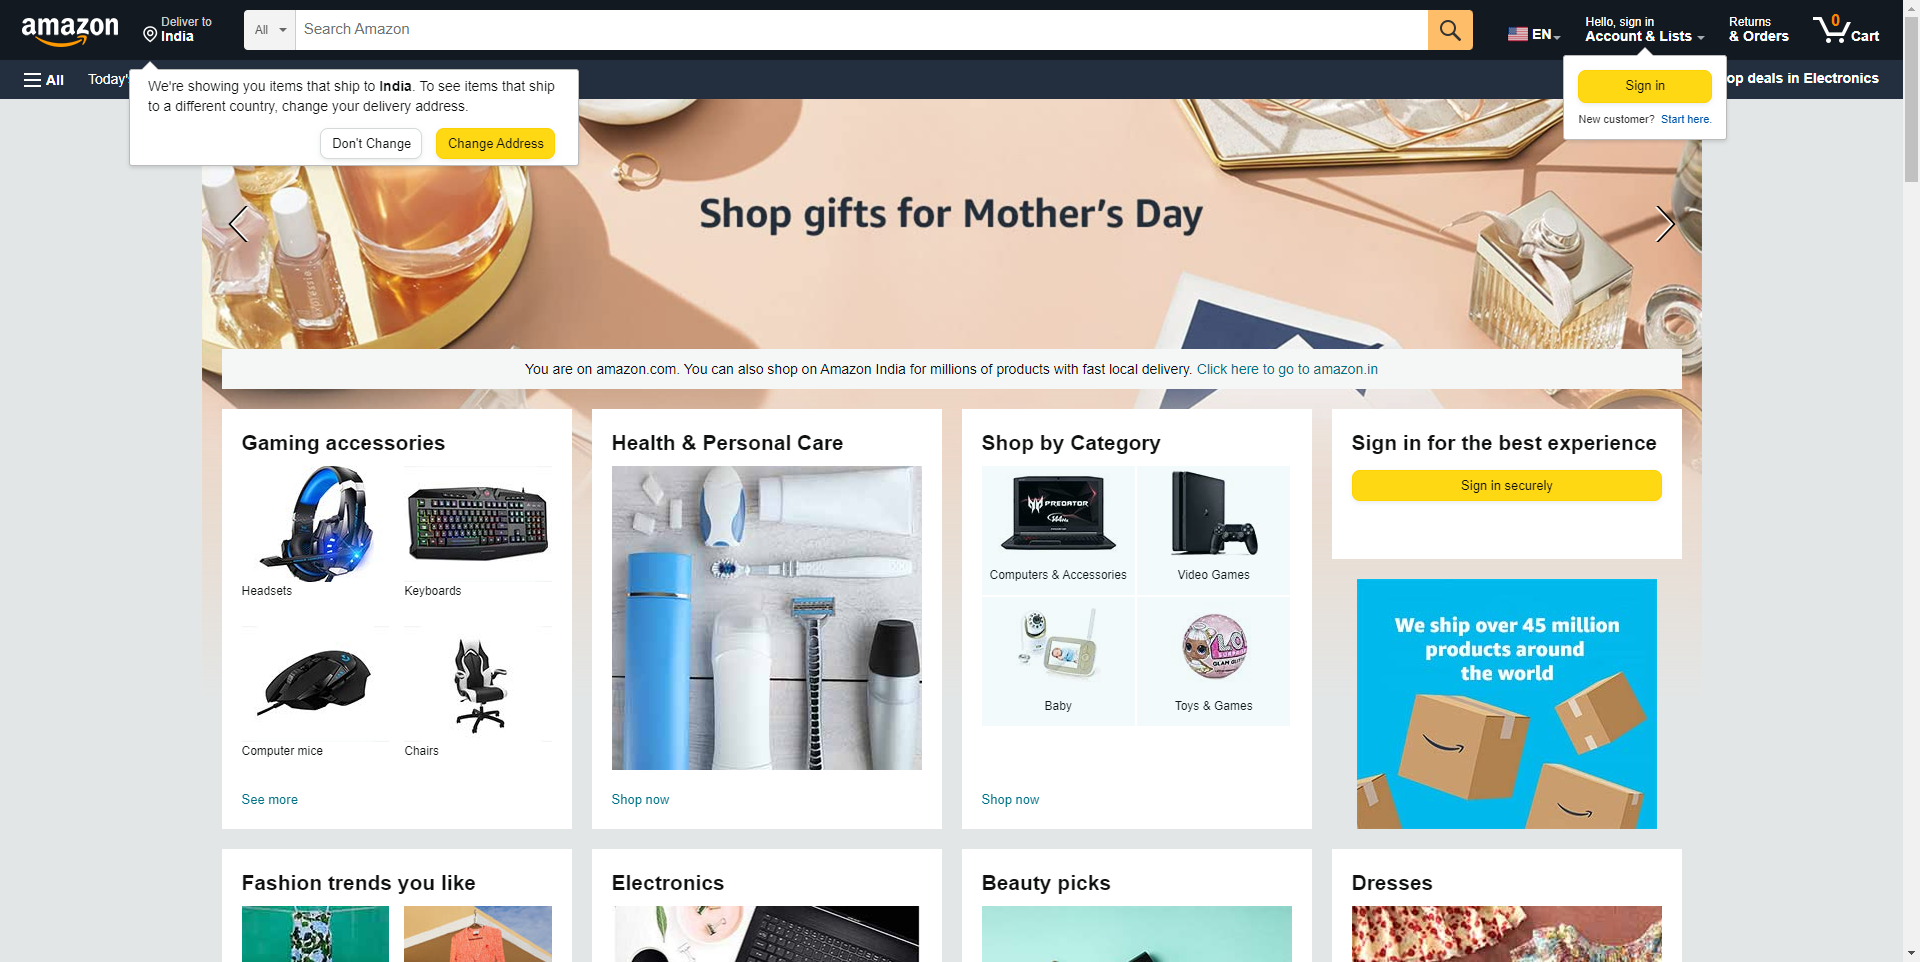 amazon
Deliver to
India
All
Search Amazon
EN
Hello, sign in
Account & Lists
Returns
& Orders
0
Cart
All
Today's
op deals in Electronics
We're showing you items that ship to India. To see items that ship
to a different country, change your delivery address.
Don't Change
Change Address
Sign in
New customer? Start here.
Shop gifts for Mother's Day
You are on amazon.com. You can also shop on Amazon India for millions of products with fast local delivery. Click here to go to amazon.in
Gaming accessories
Headsets
Keyboards
Computer mice
Chairs
See more
Health & Personal Care
Shop now
Shop by Category
PREDATOR
Computers & Accessories
Video Games
Baby
Toys & Games
Shop now
Sign in for the best experience
Sign in securely
We ship over 45 million
products around
the world
Fashion trends you like
Electronics
Beauty picks
Dresses